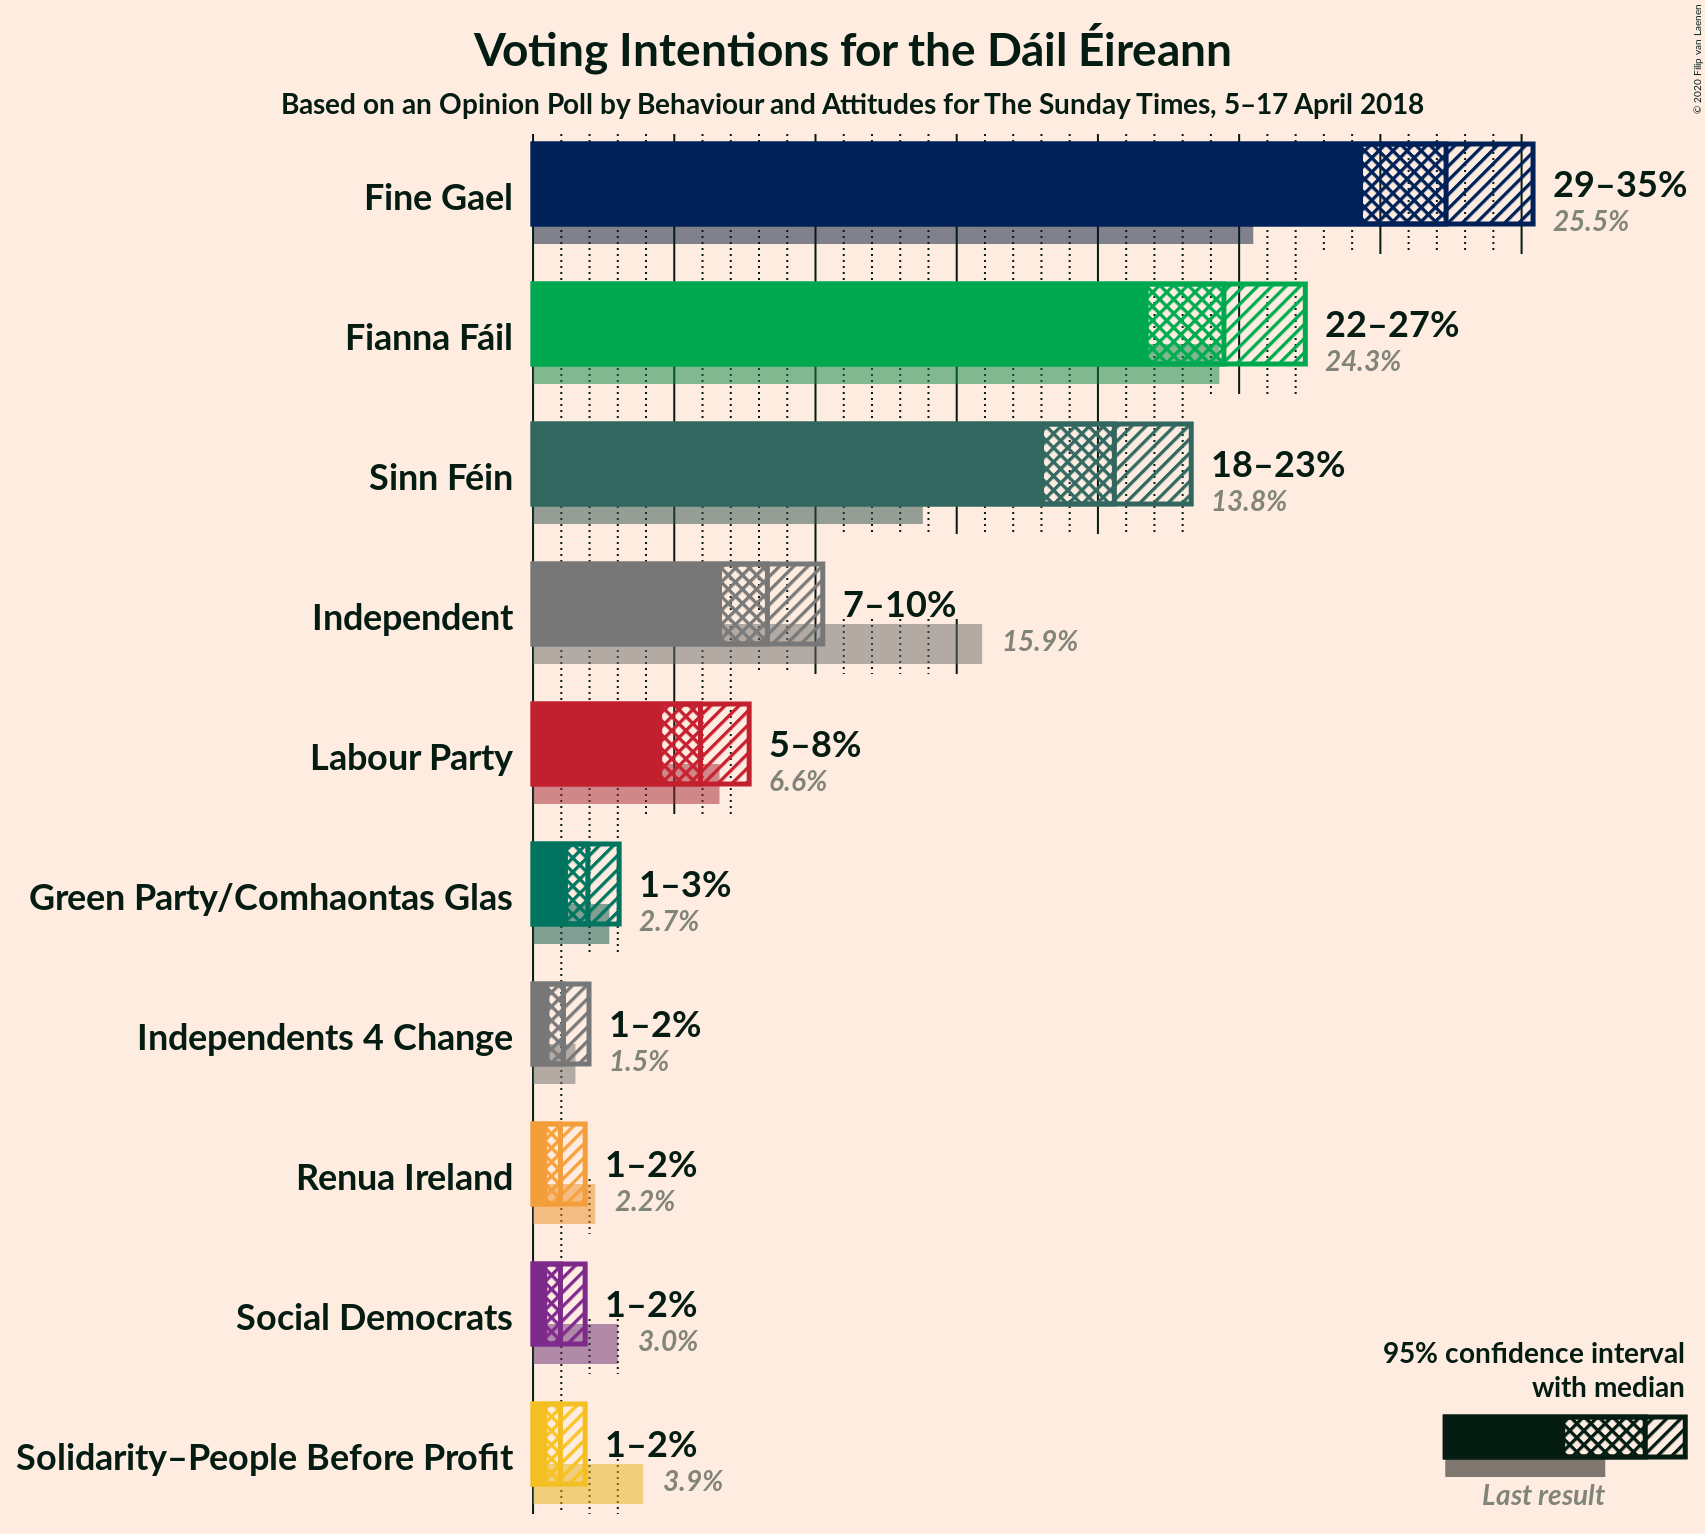 Voting Intentions for the Dáil Éireann
Based on an Opinion Poll by Behaviour and Attitudes for The Sunday Times, 5–17 April 2018
© 2020 Filip van Laenen
Fine Gael
29–35%
25.5%
Fianna Fáil
22–27%
24.3%
Sinn Féin
18–23%
13.8%
Independent
7–10%
15.9%
Labour Party
5–8%
6.6%
Green Party/Comhaontas Glas
1–3%
2.7%
Independents 4 Change
1–2%
1.5%
Renua Ireland
1–2%
2.2%
Social Democrats
1–2%
3.0%
Solidarity–People Before Profit
1–2%
3.9%
95% confidence interval
with median
Last result